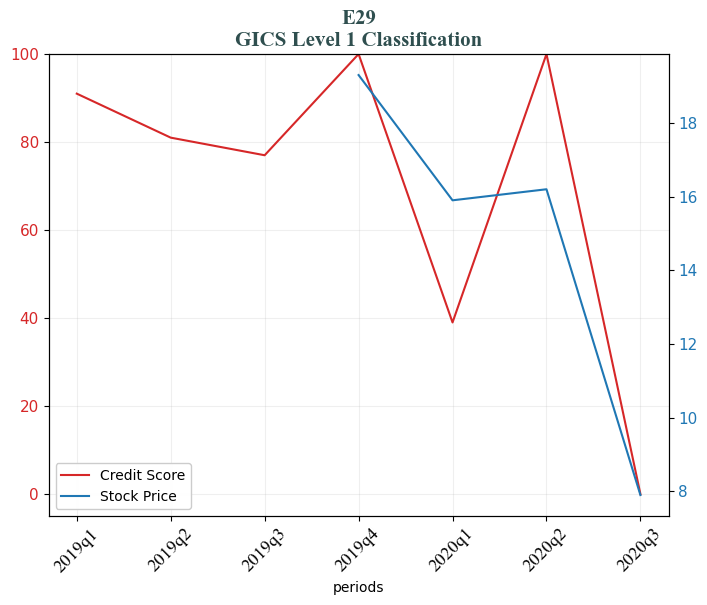 E29
GICS Level 1 Classification
100
80
60
40
20
0
18
16
14
12
10
8
Credit Score
Stock Price
2019q1
2019q2
2019q3
2019q4
2020q1
2020q2
2020q3
periods